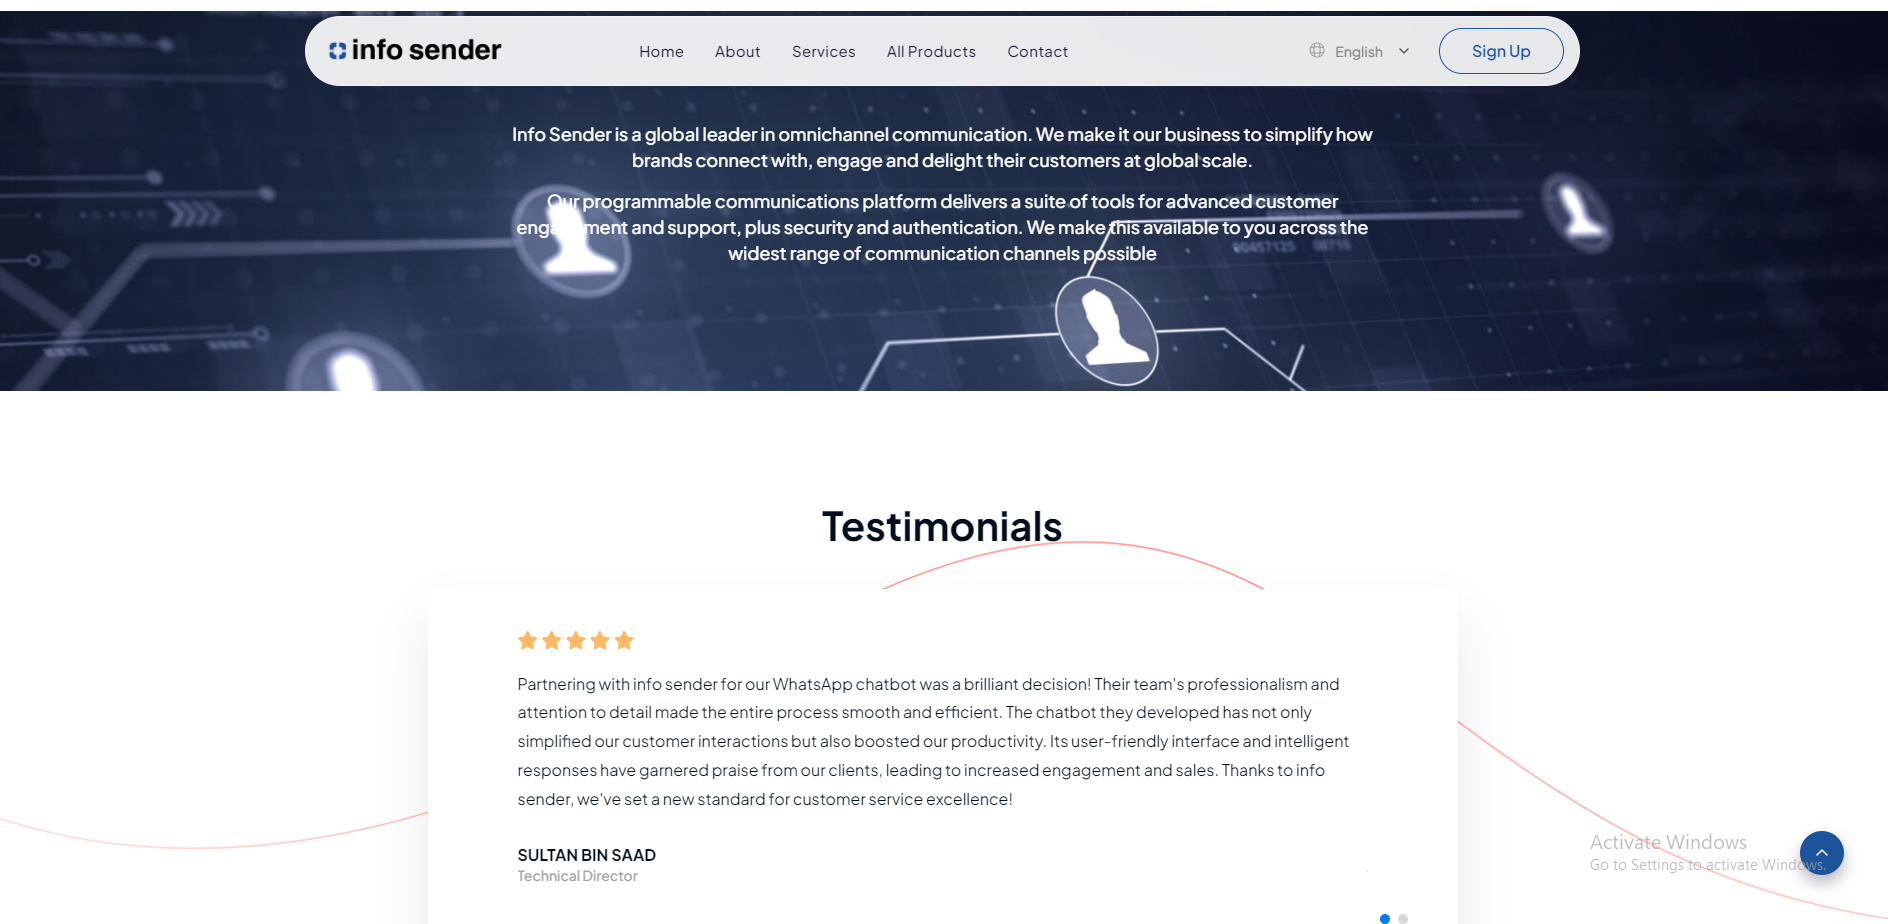 info sender
Home About Services All Products Contact
English
Sign Up
Info Sender is a global leader in omnichannel communication. We make it our business to simplify how
brands connect with, engage and delight their customers at global scale.
Our programmable communications platform delivers a suite of tools for advanced customer
engagement and support, plus security and authentication. We make this available to you across the
widest range of communication channels possible
00457125 08716
Testimonials
Partnering with info sender for our WhatsApp chatbot was a brilliant decision! Their team's professionalism and
attention to detail made the entire process smooth and efficient. The chatbot they developed has not only
simplified our customer interactions but also boosted our productivity. Its user-friendly interface and intelligent
responses have garnered praise from our clients, leading to increased engagement and sales. Thanks to info
sender, we've set a new standard for customer service excellence!
SULTAN BIN SAAD
Technical Director
Activate Windows
Go to Settings to activate Windows.